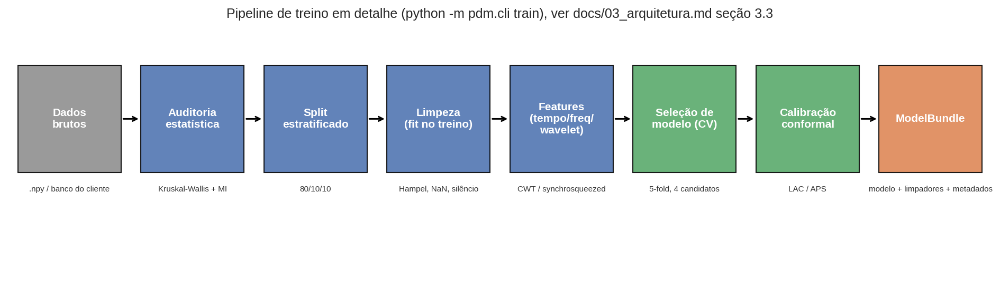 Pipeline de treino em detalhe (python -m pdm.cli train), ver docs/03_arquitetura.md seção 3.3
Dados
brutos
Auditoria
estatística
Split
estratificado
Limpeza
(fit no treino)
Features
(tempo/freq/
wavelet)
Seleção de
modelo (CV)
Calibração
conformal
ModelBundle
.npy / banco do cliente
Kruskal-Wallis + MI
80/10/10
Hampel, NaN, silêncio
CWT / synchrosqueezed
5-fold, 4 candidatos
LAC / APS
modelo + limpadores + metadados